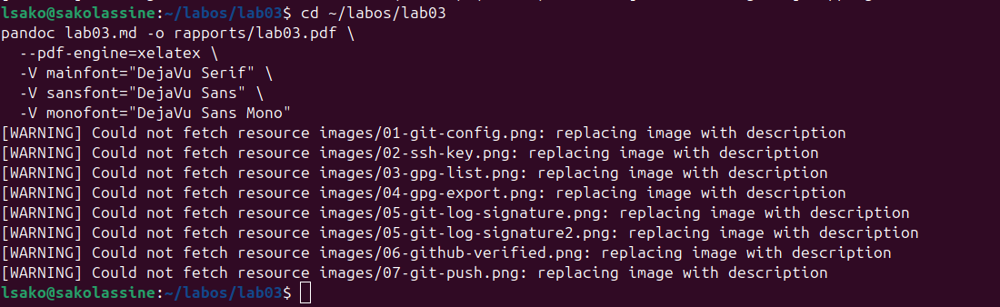 lsako@sakolassine:~/labos/lab03$ cd ~/labos/lab03
pandoc lab03.md -o rapports/lab03.pdf \
  --pdf-engine=xelatex \
  -V mainfont="DejaVu Serif" \
  -V sansfont="DejaVu Sans" \
  -V monofont="DejaVu Sans Mono"
[WARNING] Could not fetch resource images/01-git-config.png: replacing image with description
[WARNING] Could not fetch resource images/02-ssh-key.png: replacing image with description
[WARNING] Could not fetch resource images/03-gpg-list.png: replacing image with description
[WARNING] Could not fetch resource images/04-gpg-export.png: replacing image with description
[WARNING] Could not fetch resource images/05-git-log-signature.png: replacing image with description
[WARNING] Could not fetch resource images/05-git-log-signature2.png: replacing image with description
[WARNING] Could not fetch resource images/06-github-verified.png: replacing image with description
[WARNING] Could not fetch resource images/07-git-push.png: replacing image with description
lsako@sakolassine:~/labos/lab03$